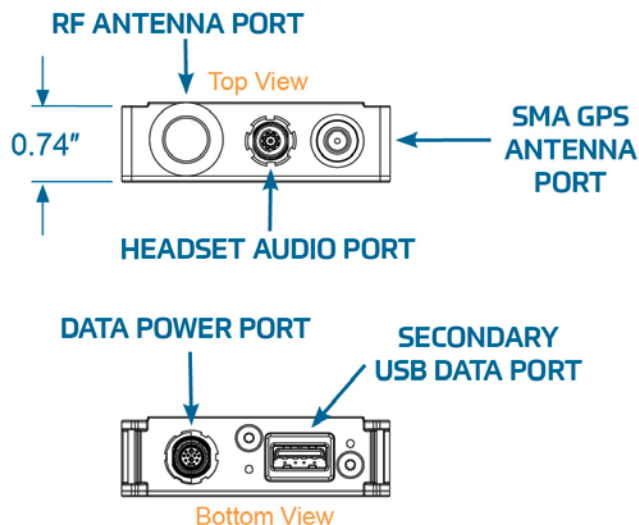 RF ANTENNA PORT
Top View
0.74"
SMA GPS
ANTENNA
PORT
HEADSET AUDIO PORT
DATA POWER PORT
SECONDARY
USB DATA PORT
Bottom View